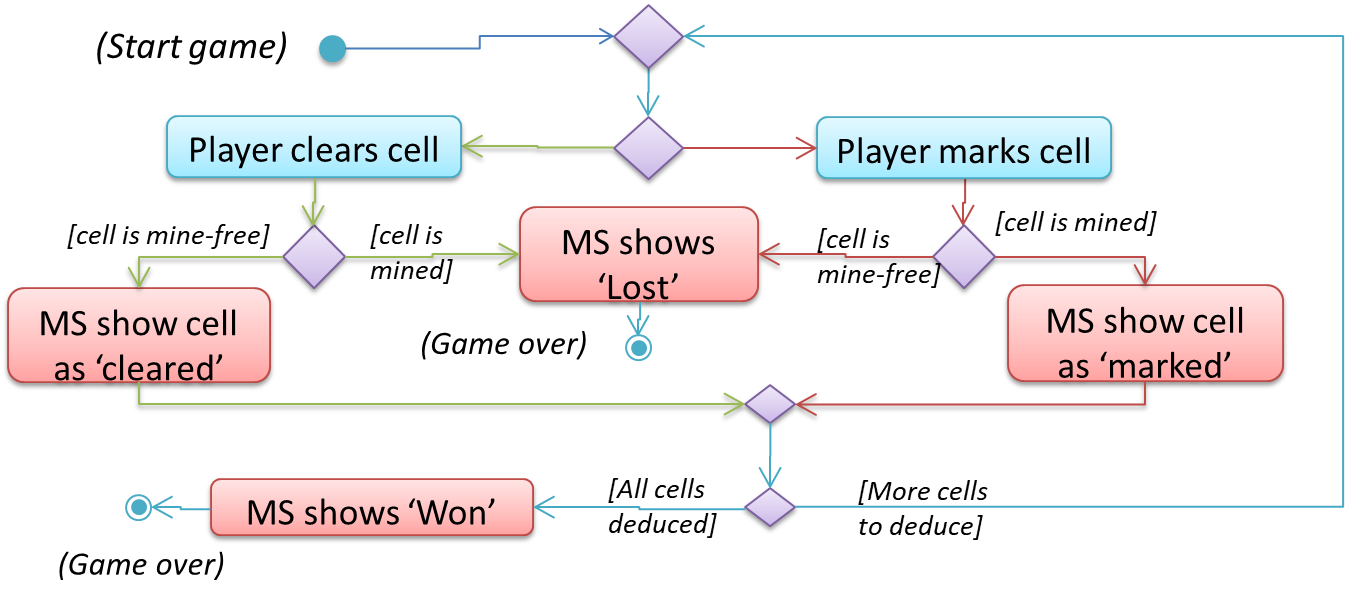 (Start game)
Player clears cell
Player marks cell
[cell is mine-free]
[cell is
mined]
MS shows
‘Lost’
[cell is
mine-free]
[cell is mined]
MS show cell
as ‘cleared’
(Game over)
MS show cell
as ‘marked’
MS shows ‘Won’
[All cells
deduced]
[More cells
to deduce]
(Game over)